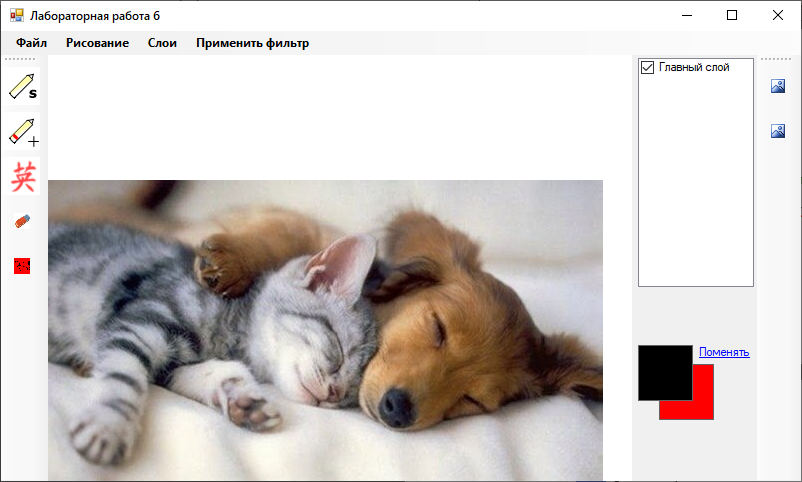 Лабораторная работа 6
Файл Рисование Слои Применить фильтр
S
英
Главный слой
Поменять